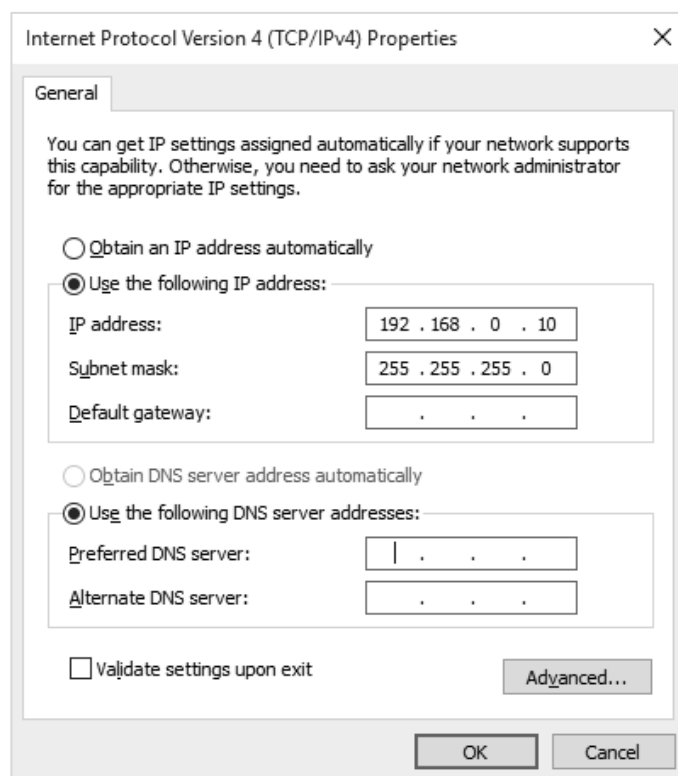 Internet Protocol Version 4 (TCP/IPv4) Properties
General
You can get IP settings assigned automatically if your network supports
this capability. Otherwise, you need to ask your network administrator
for the appropriate IP settings.
Obtain an IP address automatically
Use the following IP address:
IP address: 192 . 168 . 0 . 10
Subnet mask: 255 . 255 . 255 . 0
Default gateway: . . .
Obtain DNS server address automatically
Use the following DNS server addresses:
Preferred DNS server: . . .
Alternate DNS server: . . .
Validate settings upon exit
Advanced...
OK Cancel